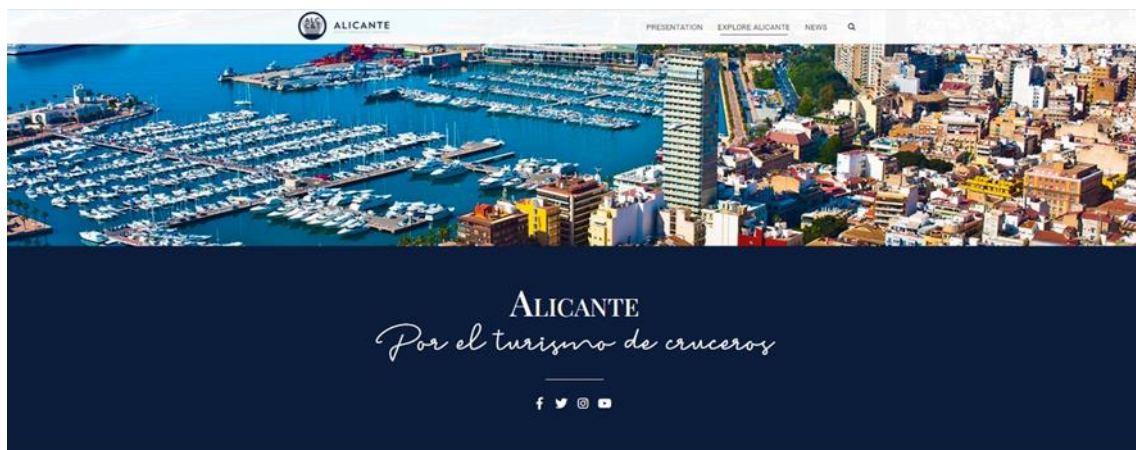 ALICANTE
PRESENTATION EXPLORE ALICANTE NEWS
ALICANTE
Por el turismo de cruceros